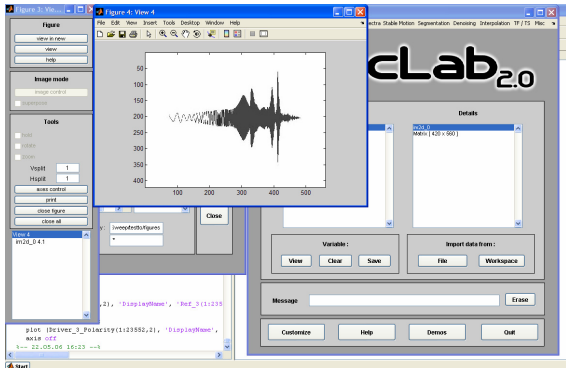 Figure 3: Vie...
Figure
view in new
view
help
Image mode
image control
Tools
hold
Vsplit 1
Hsplit 1
axes control
print
close figure
close all
View 4
im2d_0.4.1
Figure 4: View 4
File Edit View Insert Tools Desktop Window Help
50
100
150
200
250
300
350
400
100 200 300 400 500
Stable Motion Segmentation Denoising Interpolation TF / TS Misc
cLab2.0
Details
im2d_0
Matrix [ 420 x 560 ]
Close
*
Variable :
View Clear Save
Import data from :
File Workspace
Message
Erase
Customize Help Demos Quit
,2), 'DisplayName', 'Ref_3(1:235
plot (Driver_3_Polarity(1:23552,2), 'DisplayName',
axis off
%-- 22.05.06 16:23 --%
Start